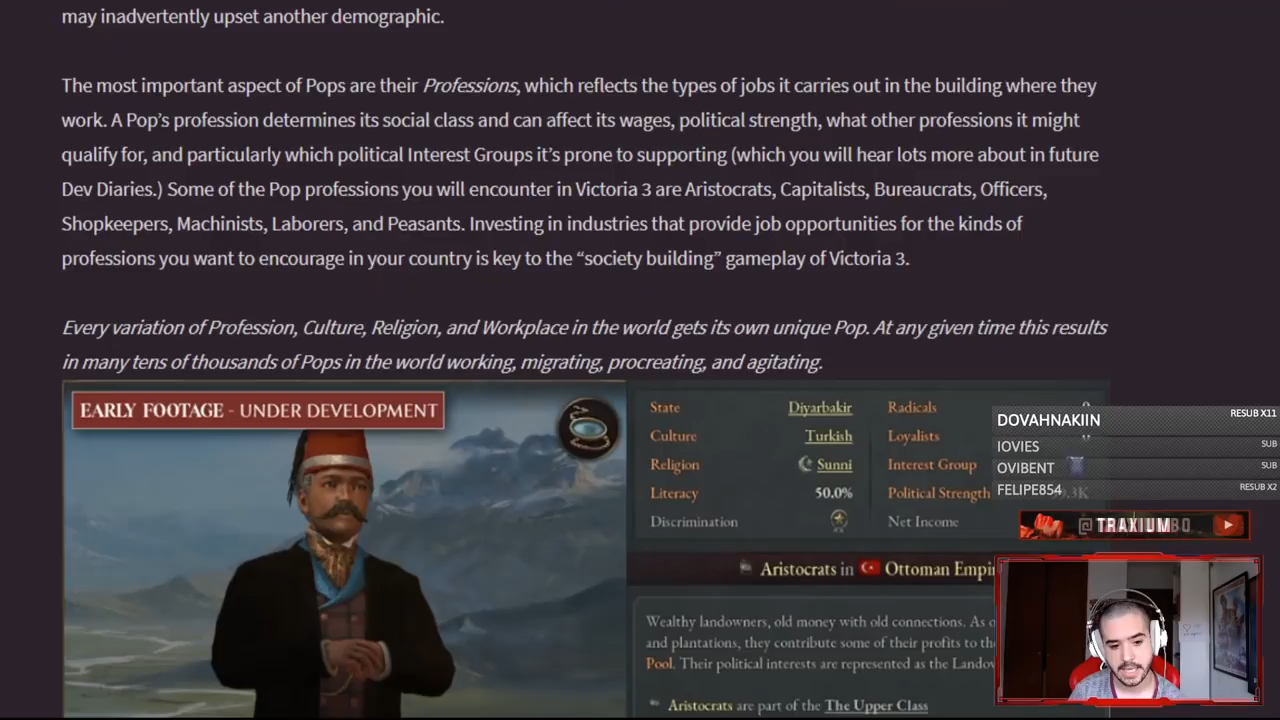 may inadvertently upset another demographic.
The most important aspect of Pops are their Professions, which reflects the types of jobs it carries out in the building where they
work. A Pop's profession determines its social class and can affect its wages, political strength, what other professions it might
qualify for, and particularly which political Interest Groups it's prone to supporting (which you will hear lots more about in future
Dev Diaries.) Some of the Pop professions you will encounter in Victoria 3 are Aristocrats, Capitalists, Bureaucrats, Officers,
Shopkeepers, Machinists, Laborers, and Peasants. Investing in industries that provide job opportunities for the kinds of
professions you want to encourage in your country is key to the “society building” gameplay of Victoria 3.
Every variation of Profession, Culture, Religion, and Workplace in the world gets its own unique Pop. At any given time this results
in many tens of thousands of Pops in the world working, migrating, procreating, and agitating.
EARLY FOOTAGE - UNDER DEVELOPMENT
State Diyarbakir Radicals
Culture Turkish Loyalists
Religion Sunni Interest Group
Literacy 50.0% Political Strength
Discrimination Net Income
Aristocrats in Ottoman Empir
Wealthy landowners, old money with old connections. As o
and plantations, they contribute some of their profits to the
Pool. Their political interests are represented as the Landov
Aristocrats are part of the The Upper Class
DOVAHNAKIIN RESUB X11
IOVIES SUB
OVIBENT SUB
FELIPE854 RESUB X2
@TRAXIUM